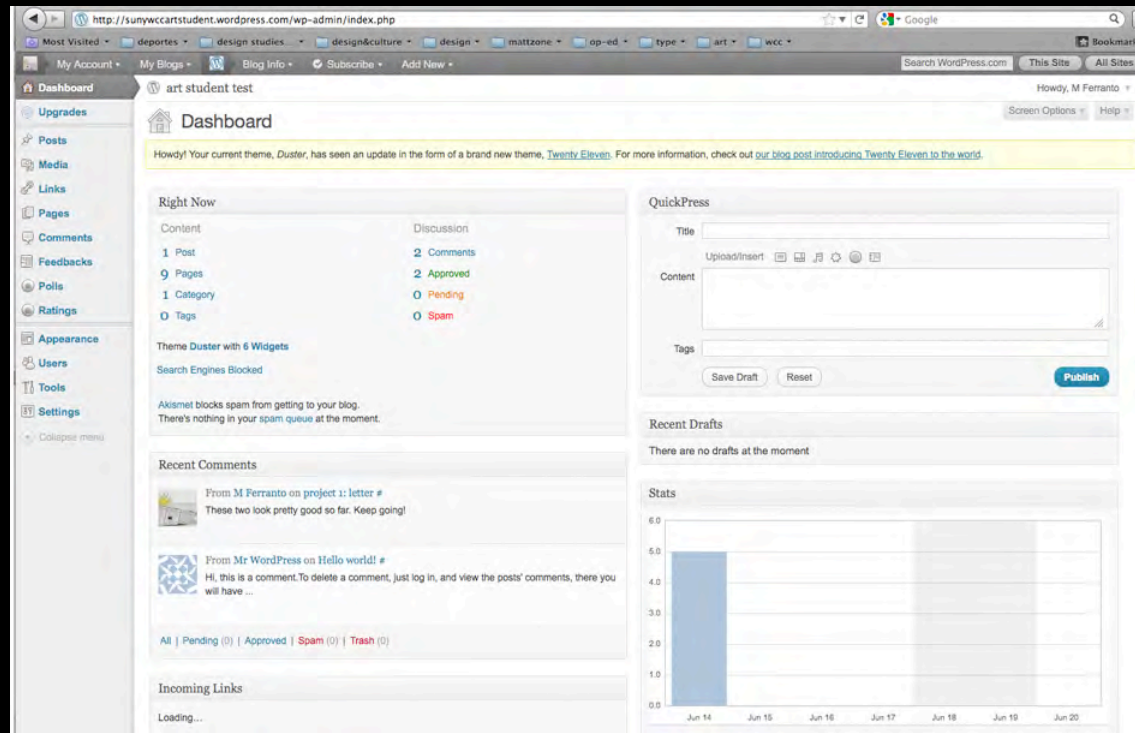 http://sunywccartstudent.wordpress.com/wp-admin/index.php
Google
Most Visited
deportes
design studies...
design&culture
design
mattzone
op-ed
type
art
wcc
Bookmark
My Account
My Blogs
Blog Info
Subscribe
Add New
Search WordPress.com
This Site
All Sites
Dashboard
Upgrades
Posts
Media
Links
Pages
Comments
Feedbacks
Polls
Ratings
Appearance
Users
Tools
Settings
Collapse menu
art student test
Howdy, M Ferranto
Screen Options
Help
Dashboard
Howdy! Your current theme, Duster, has seen an update in the form of a brand new theme, Twenty Eleven. For more information, check out our blog post introducing Twenty Eleven to the world.
Right Now
Content
Discussion
1 Post
2 Comments
9 Pages
2 Approved
1 Category
0 Pending
0 Tags
0 Spam
Theme Duster with 6 Widgets
Search Engines Blocked
Akismet blocks spam from getting to your blog.
There's nothing in your spam queue at the moment.
Recent Comments
From M Ferranto on project 1: letter #
These two look pretty good so far. Keep going!
From Mr WordPress on Hello world! #
Hi, this is a comment.To delete a comment, just log in, and view the posts' comments, there you
will have ...
All | Pending (0) | Approved | Spam (0) | Trash (0)
Incoming Links
Loading...
QuickPress
Title
Upload/Insert
Content
Tags
Save Draft
Reset
Publish
Recent Drafts
There are no drafts at the moment
Stats
6.0
5.0
4.0
3.0
2.0
1.0
0.0
Jun 14
Jun 15
Jun 16
Jun 17
Jun 18
Jun 19
Jun 20